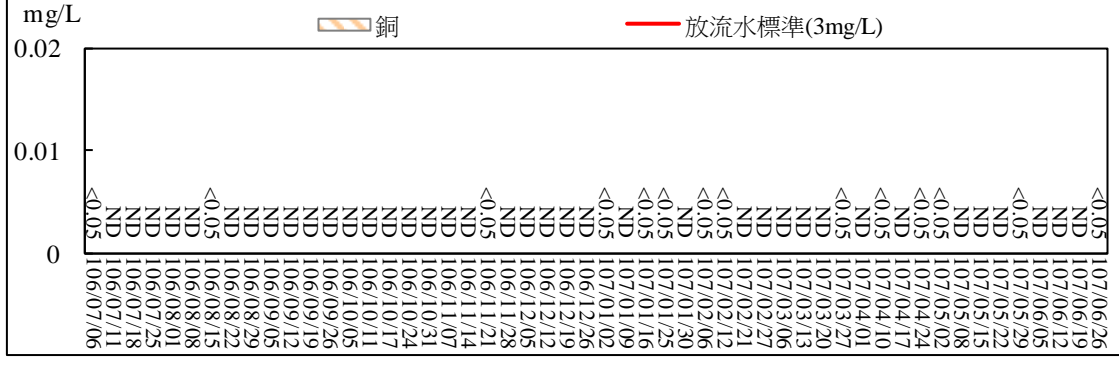 mg/L
銅
放流水標準(3mg/L)
0.02
0.01
0
<0.05
ND
ND
ND
ND
ND
<0.05
ND
ND
ND
ND
ND
ND
ND
ND
ND
ND
ND
ND
ND
<0.05
ND
ND
ND
ND
ND
<0.05
ND
<0.05
<0.05
ND
<0.05
<0.05
ND
ND
ND
ND
ND
<0.05
ND
<0.05
ND
<0.05
<0.05
ND
ND
ND
<0.05
ND
ND
ND
<0.05
106/07/06
106/07/11
106/07/18
106/07/25
106/08/01
106/08/08
106/08/15
106/08/22
106/08/29
106/09/05
106/09/12
106/09/19
106/09/26
106/10/05
106/10/11
106/10/17
106/10/24
106/10/31
106/11/07
106/11/14
106/11/21
106/11/28
106/12/05
106/12/12
106/12/19
106/12/26
107/01/02
107/01/09
107/01/16
107/01/25
107/01/30
107/02/06
107/02/12
107/02/21
107/02/27
107/03/06
107/03/13
107/03/20
107/03/27
107/04/01
107/04/10
107/04/17
107/04/24
107/05/02
107/05/08
107/05/15
107/05/22
107/05/29
107/06/05
107/06/12
107/06/19
107/06/26